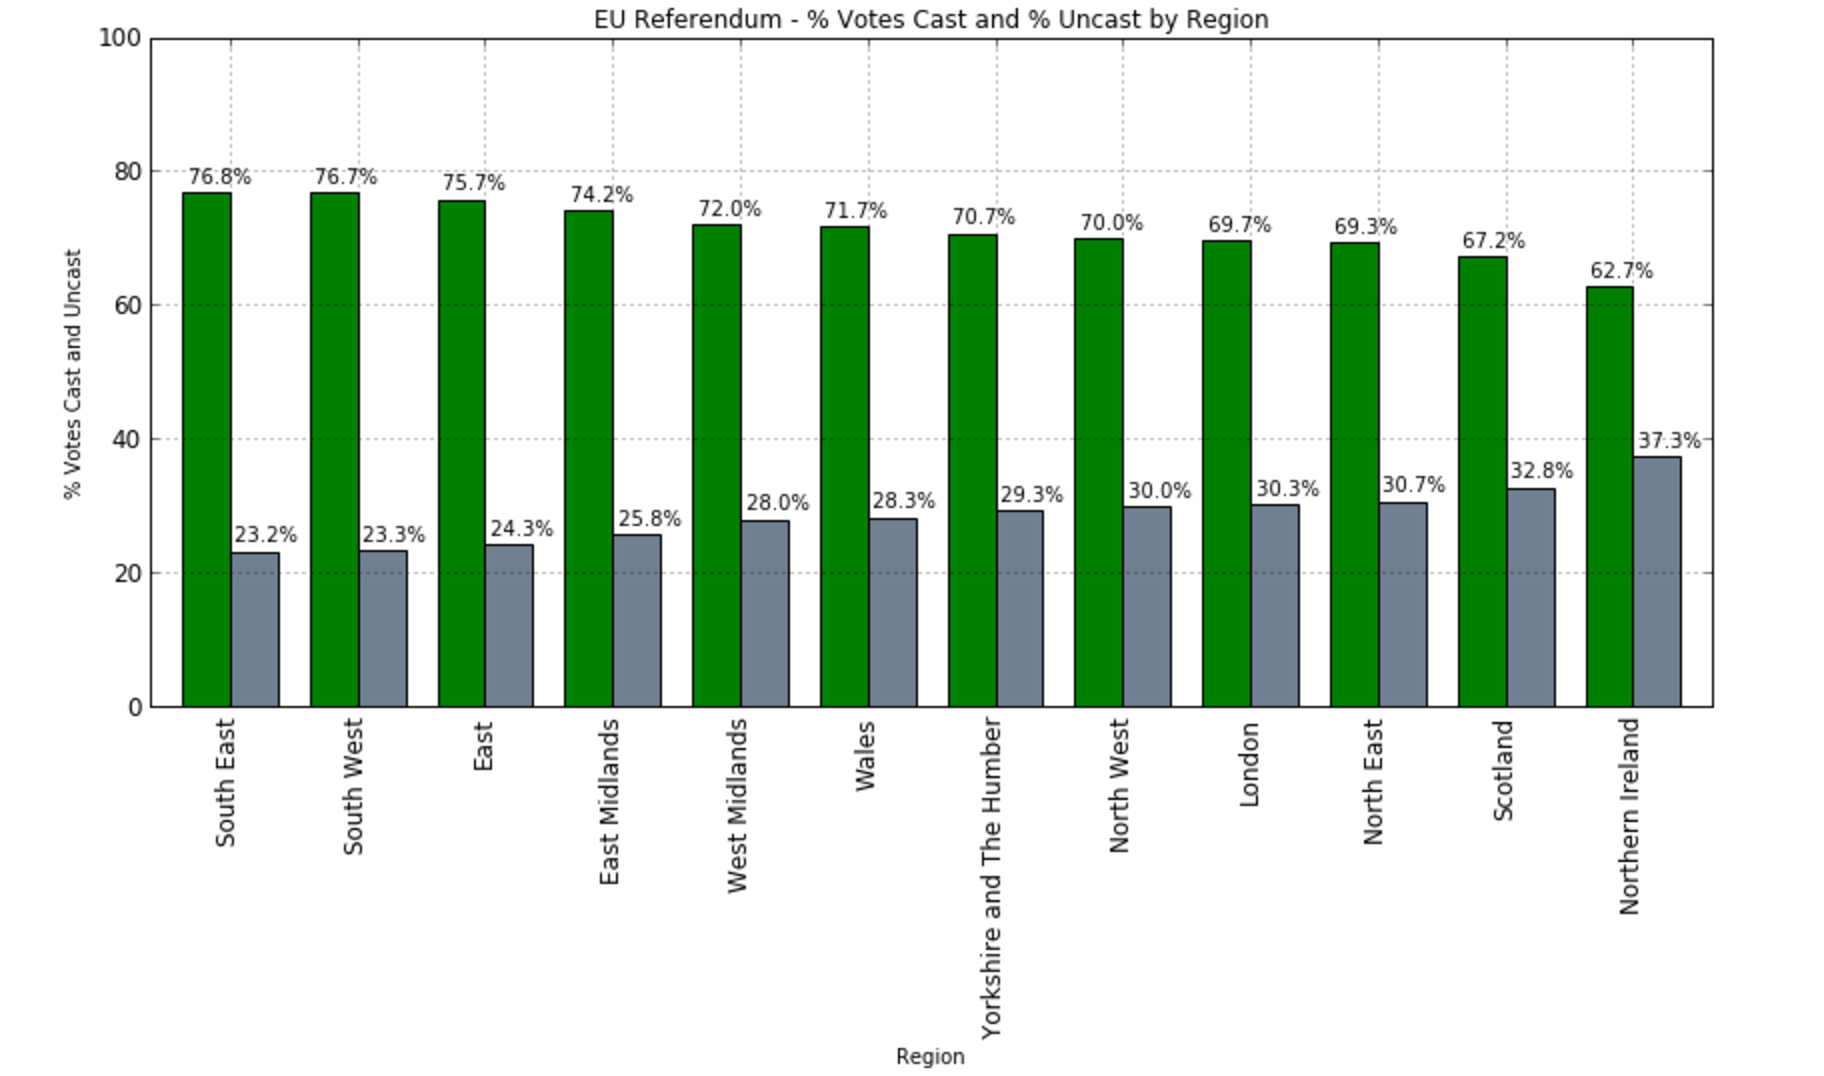 EU Referendum - % Votes Cast and % Uncast by Region
% Votes Cast and Uncast
100
80
60
40
20
0
76.8%
23.2%
76.7%
23.3%
75.7%
24.3%
74.2%
25.8%
72.0%
28.0%
71.7%
28.3%
70.7%
29.3%
70.0%
30.0%
69.7%
30.3%
69.3%
30.7%
67.2%
32.8%
62.7%
37.3%
South East
South West
East
East Midlands
West Midlands
Wales
Yorkshire and The Humber
North West
London
North East
Scotland
Northern Ireland
Region